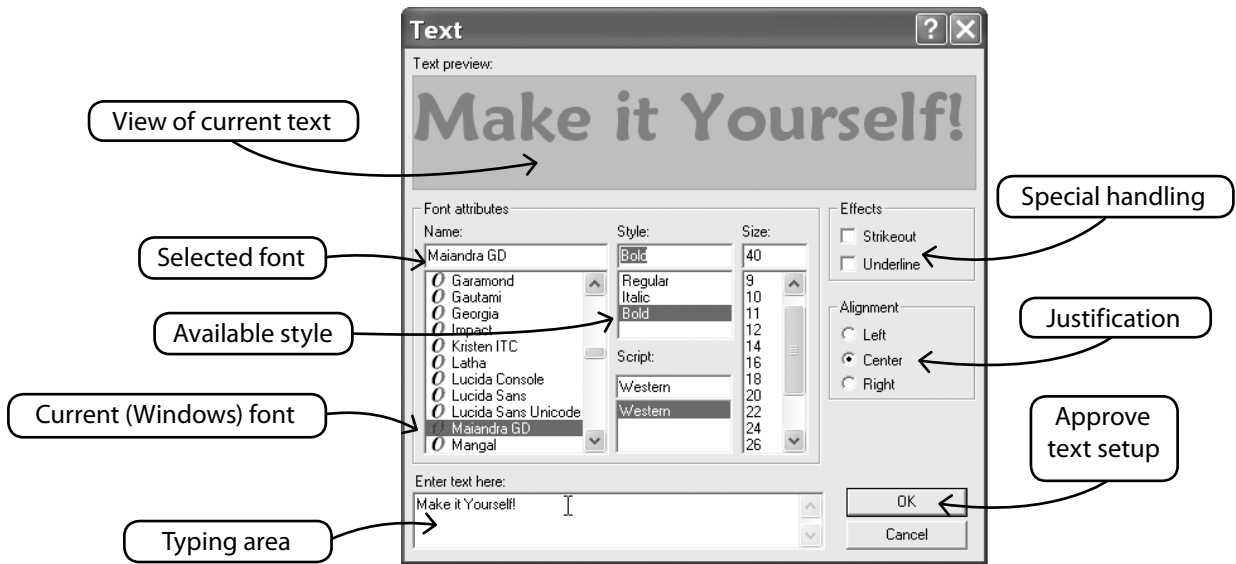 Text
Text preview:
Make it Yourself!
View of current text
Special handling
Selected font
Available style
Justification
Current (Windows) font
Approve
text setup
Typing area
Font attributes
Name:
Maiandra GD
Garamond
Gautami
Georgia
Impact
Kristen ITC
Latha
Lucida Console
Lucida Sans
Lucida Sans Unicode
Maiandra GD
Mangal
Style:
Bold
Regular
Italic
Bold
Script:
Western
Western
Size:
40
9
10
11
12
14
16
18
20
22
24
26
Effects
Strikeout
Underline
Alignment
Left
Center
Right
Enter text here:
Make it Yourself!
OK
Cancel